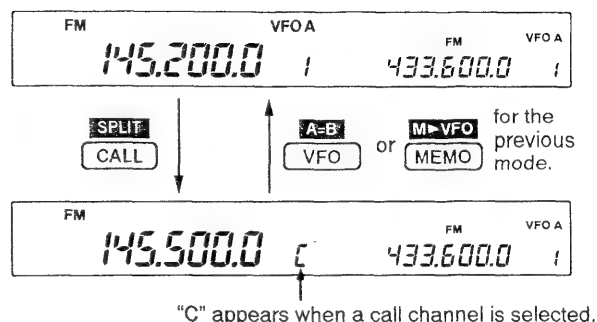 FM VFO A
145.200.0 1 FM VFO A
433.600.0 1
SPLIT
CALL
A=B
VFO
or
M►VFO
MEMO
for the
previous
mode.
FM
145.500.0 C FM VFO A
433.600.0 1
"C" appears when a call channel is selected.